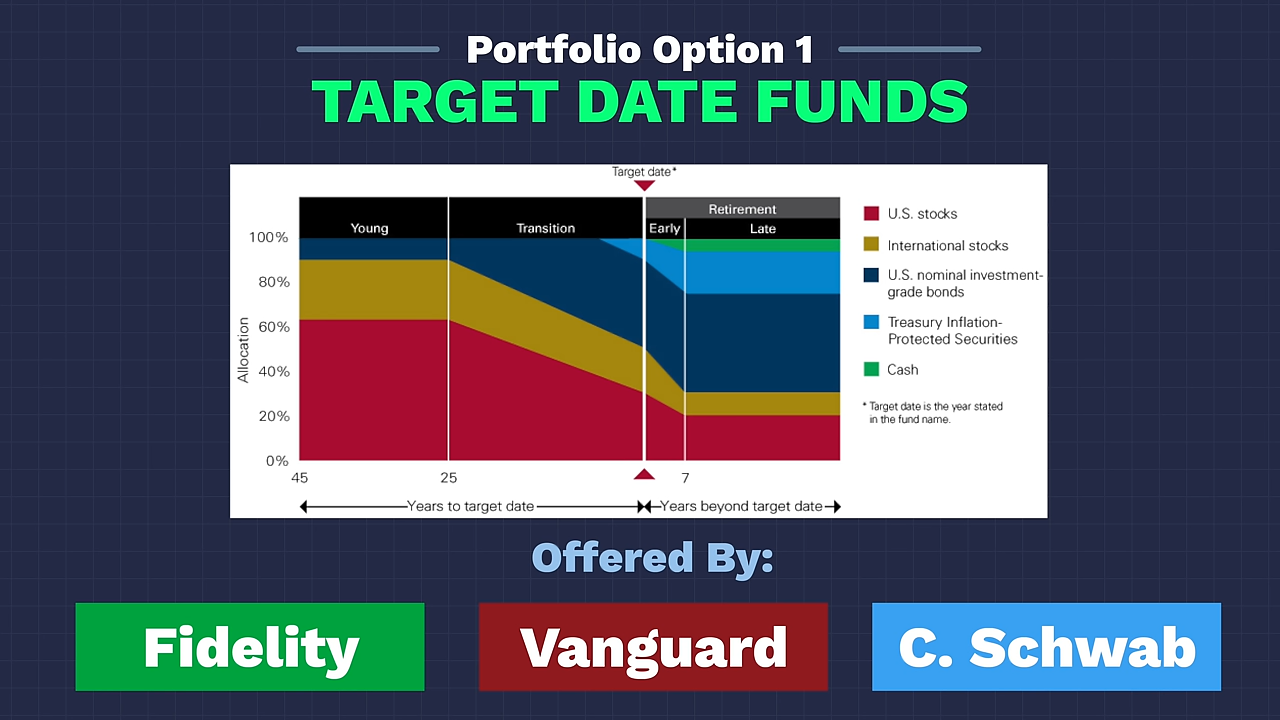 Portfolio Option 1
TARGET DATE FUNDS
Target date*
Retirement
Young
Transition
Early
Late
100%
80%
60%
40%
20%
0%
Allocation
45
25
7
Years to target date
Years beyond target date
U.S. stocks
International stocks
U.S. nominal investment-
grade bonds
Treasury Inflation-
Protected Securities
Cash
* Target date is the year stated
in the fund name.
Offered By:
Fidelity
Vanguard
C. Schwab